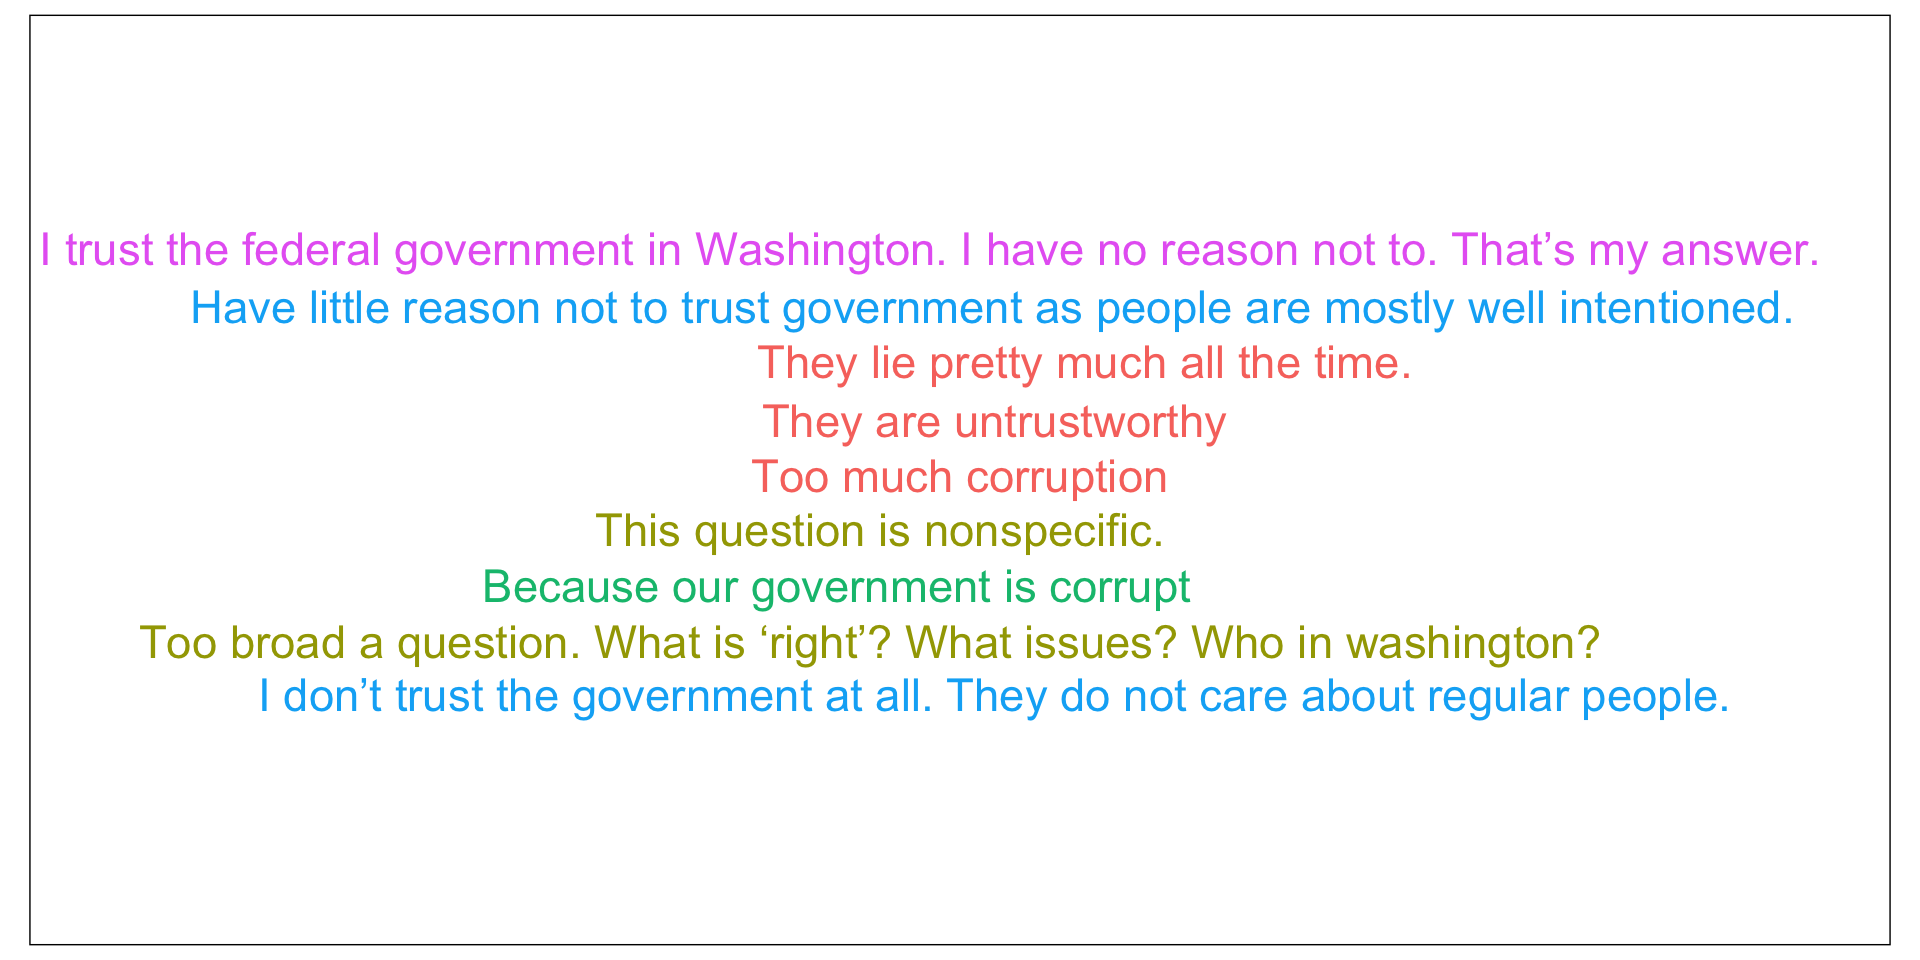 I trust the federal government in Washington. I have no reason not to. That’s my answer.
Have little reason not to trust government as people are mostly well intentioned.
They lie pretty much all the time.
They are untrustworthy
Too much corruption
This question is nonspecific.
Because our government is corrupt
Too broad a question. What is ‘right’? What issues? Who in washington?
I don’t trust the government at all. They do not care about regular people.